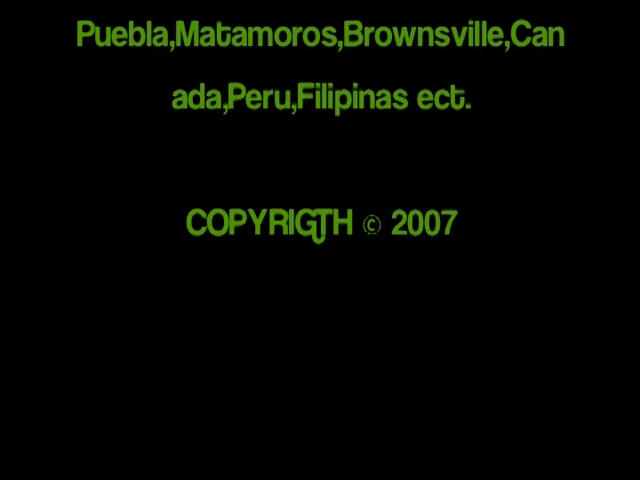 Puebla,Matamoros,Brownsville,Can
ada,Peru,Filipinas ect.
COPYRIGTH © 2007